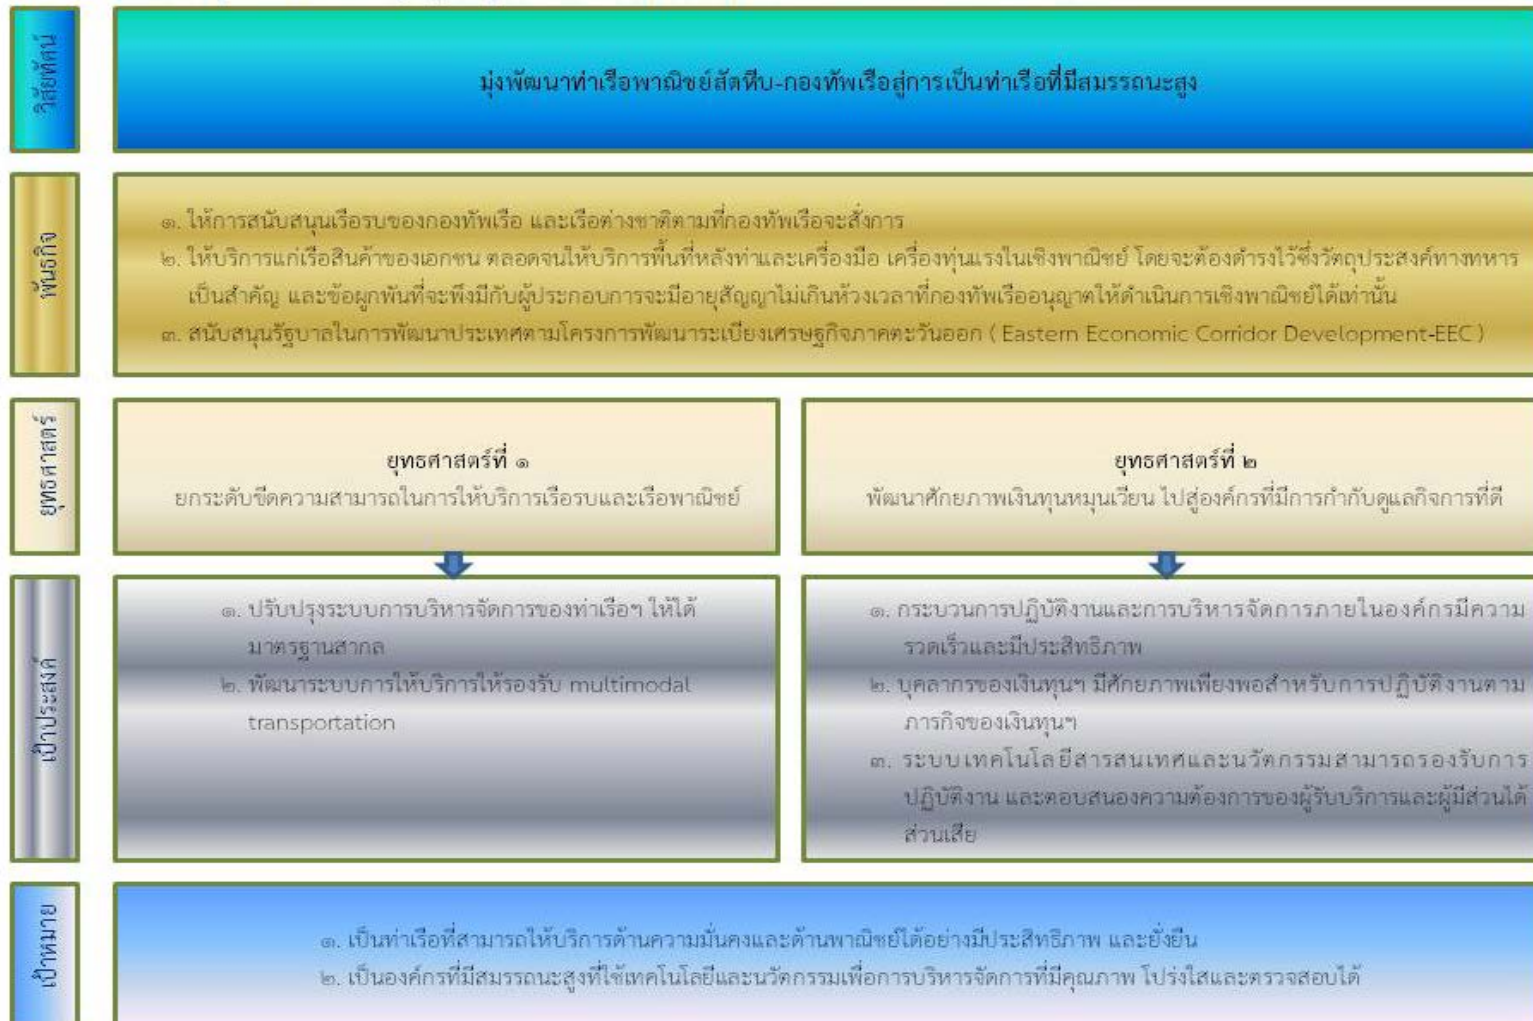 วิสัยทัศน์
มุ่งพัฒนาท่าเรือพาณิชย์สัตหีบ-กองทัพเรือสู่การเป็นท่าเรือที่มีสมรรถนะสูง
พันธกิจ
๑. ให้การสนับสนุนเรือรบของกองทัพเรือ และเรือต่างชาติตามที่กองทัพเรือจะสั่งการ
๒. ให้บริการแก่เรือสินค้าของเอกชน ตลอดจนให้บริการพื้นที่หลังท่าและเครื่องมือ เครื่องทุ่นแรงในเชิงพาณิชย์ โดยจะต้องดำรงไว้ซึ่งวัตถุประสงค์ทางทหาร
เป็นสำคัญ และข้อผูกพันที่จะพึงมีกับผู้ประกอบการจะมีอายุสัญญาไม่เกินห้วงเวลาที่กองทัพเรืออนุญาตให้ดำเนินการเชิงพาณิชย์ได้เท่านั้น
๓. สนับสนุนรัฐบาลในการพัฒนาประเทศตามโครงการพัฒนาระเบียงเศรษฐกิจภาคตะวันออก ( Eastern Economic Corridor Development-EEC )
ยุทธศาสตร์
ยุทธศาสตร์ที่ ๑
ยกระดับขีดความสามารถในการให้บริการเรือรบและเรือพาณิชย์
ยุทธศาสตร์ที่ ๒
พัฒนาศักยภาพเงินทุนหมุนเวียน ไปสู่องค์กรที่มีการกำกับดูแลกิจการที่ดี
เป้าประสงค์
๑. ปรับปรุงระบบการบริหารจัดการของท่าเรือฯ ให้ได้
มาตรฐานสากล
๒. พัฒนาระบบการให้บริการให้รองรับ multimodal
transportation
๑. กระบวนการปฏิบัติงานและการบริหารจัดการภายในองค์กรมีความ
รวดเร็วและมีประสิทธิภาพ
๒. บุคลากรของเงินทุนฯ มีศักยภาพเพียงพอสำหรับการปฏิบัติงานตาม
ภารกิจของเงินทุนฯ
๓. ระบบเทคโนโลยีสารสนเทศและนวัตกรรมสามารถรองรับการ
ปฏิบัติงาน และตอบสนองความต้องการของผู้รับบริการและผู้มีส่วนได้
ส่วนเสีย
เป้าหมาย
๑. เป็นท่าเรือที่สามารถให้บริการด้านความมั่นคงและด้านพาณิชย์ได้อย่างมีประสิทธิภาพ และยั่งยืน
๒. เป็นองค์กรที่มีสมรรถนะสูงที่ใช้เทคโนโลยีและนวัตกรรมเพื่อการบริหารจัดการที่มีคุณภาพ โปร่งใสและตรวจสอบได้